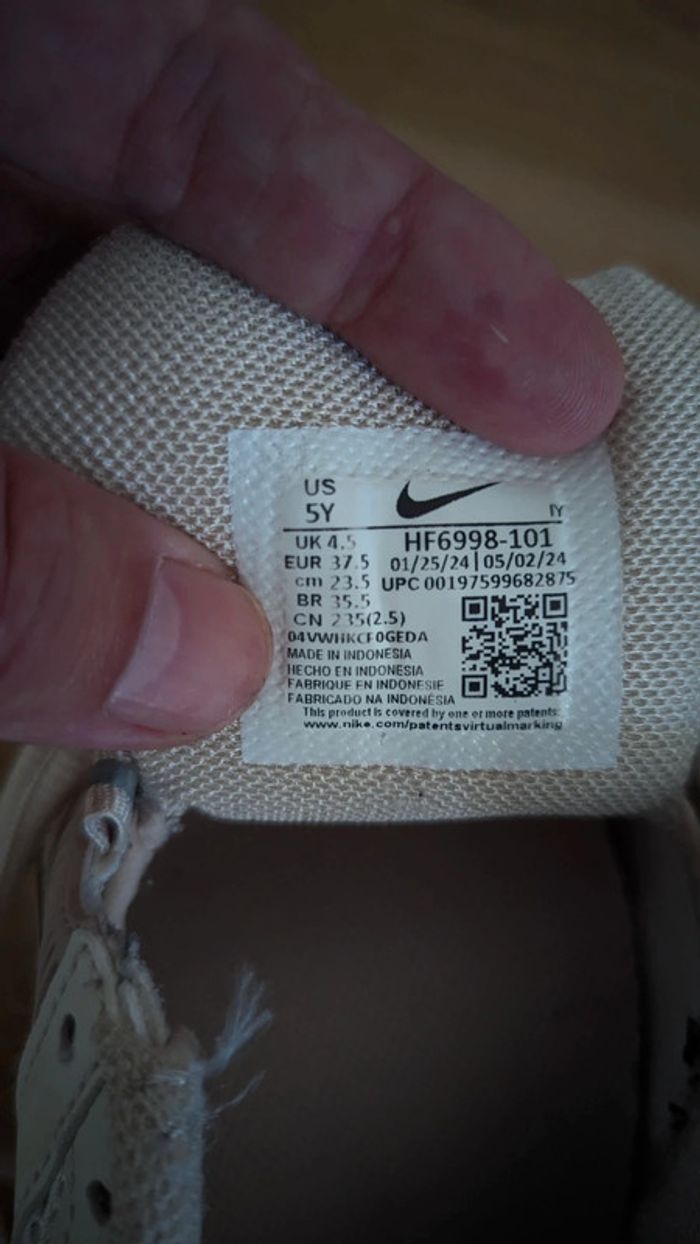 US
5Y
IY
UK 4.5
HF6998-101
EUR 37.5
01/25/24 | 05/02/24
cm 23.5
UPC 00197599682875
BR 35.5
CN 235(2.5)
04VWHKCF0GEDA
MADE IN INDONESIA
HECHO EN INDONESIA
FABRIQUE EN INDONESIE
FABRICADO NA INDONÉSIA
This product is covered by one or more patents:
www.nike.com/patentsvirtualmarking